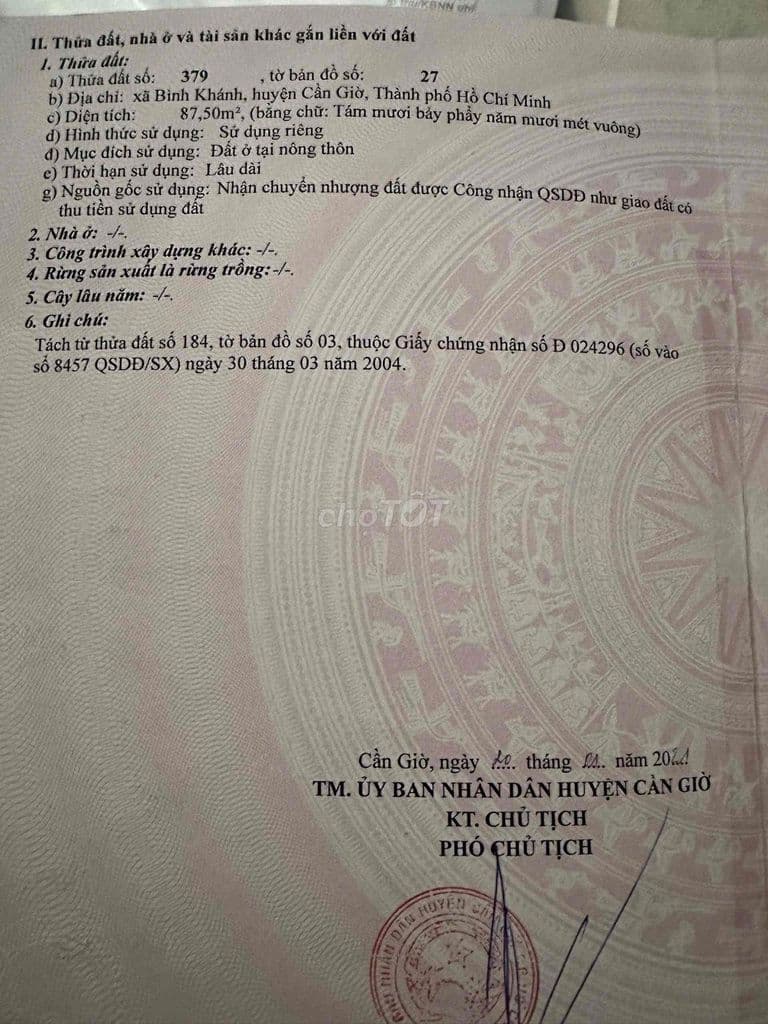 II. Thửa đất, nhà ở và tài sản khác gắn liền với đất
1. Thửa đất:
a) Thửa đất số: 379 , tờ bản đồ số: 27
b) Địa chỉ: xã Bình Khánh, huyện Cần Giờ, Thành phố Hồ Chí Minh
c) Diện tích: 87,50m², (bằng chữ: Tám mươi bảy phẩy năm mươi mét vuông)
d) Hình thức sử dụng: Sử dụng riêng
đ) Mục đích sử dụng: Đất ở tại nông thôn
e) Thời hạn sử dụng: Lâu dài
g) Nguồn gốc sử dụng: Nhận chuyển nhượng đất được Công nhận QSDĐ như giao đất có
thu tiền sử dụng đất
2. Nhà ở: -/-.
3. Công trình xây dựng khác: -/-.
4. Rừng sản xuất là rừng trồng: -/-.
5. Cây lâu năm: -/-.
6. Ghi chú:
Tách từ thửa đất số 184, tờ bản đồ số 03, thuộc Giấy chứng nhận số Đ 024296 (số vào
số 8457 QSDĐ/SX) ngày 30 tháng 03 năm 2004.
chợTỐT
Cần Giờ, ngày tháng năm 2021
TM. ỦY BAN NHÂN DÂN HUYỆN CẦN GIỜ
KT. CHỦ TỊCH
PHÓ CHỦ TỊCH
NHÂN DÂN HUYỆN